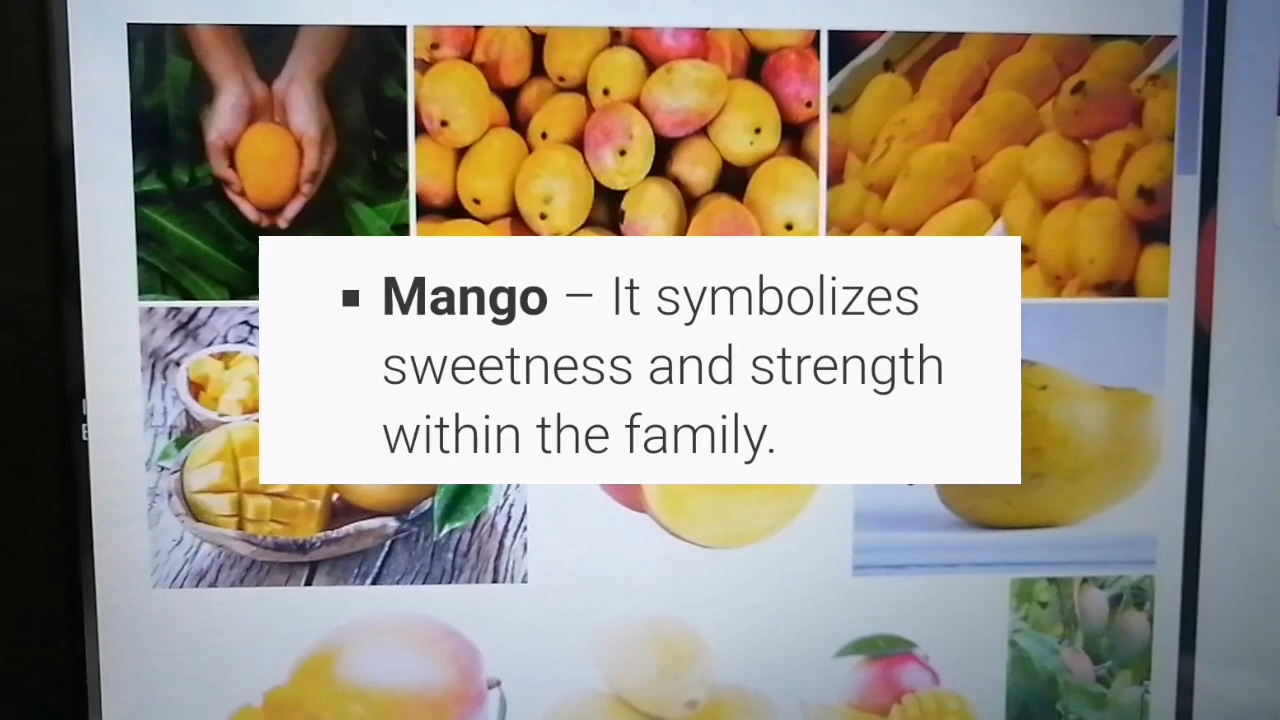 ▪ Mango – It symbolizes
sweetness and strength
within the family.